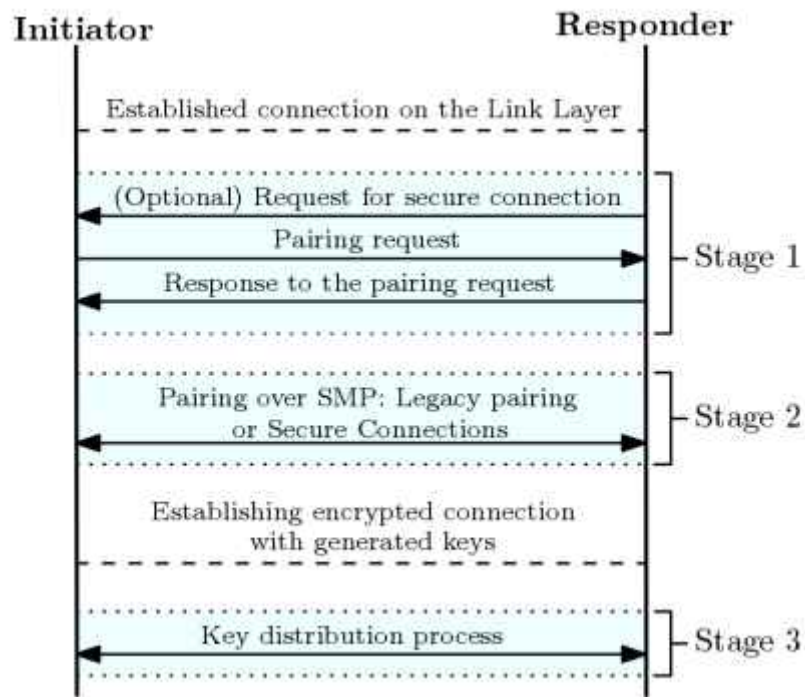 Initiator
Responder
Established connection on the Link Layer
(Optional) Request for secure connection
Pairing request
Stage 1
Response to the pairing request
Pairing over SMP: Legacy pairing
or Secure Connections
Stage 2
Establishing encrypted connection
with generated keys
Key distribution process
Stage 3